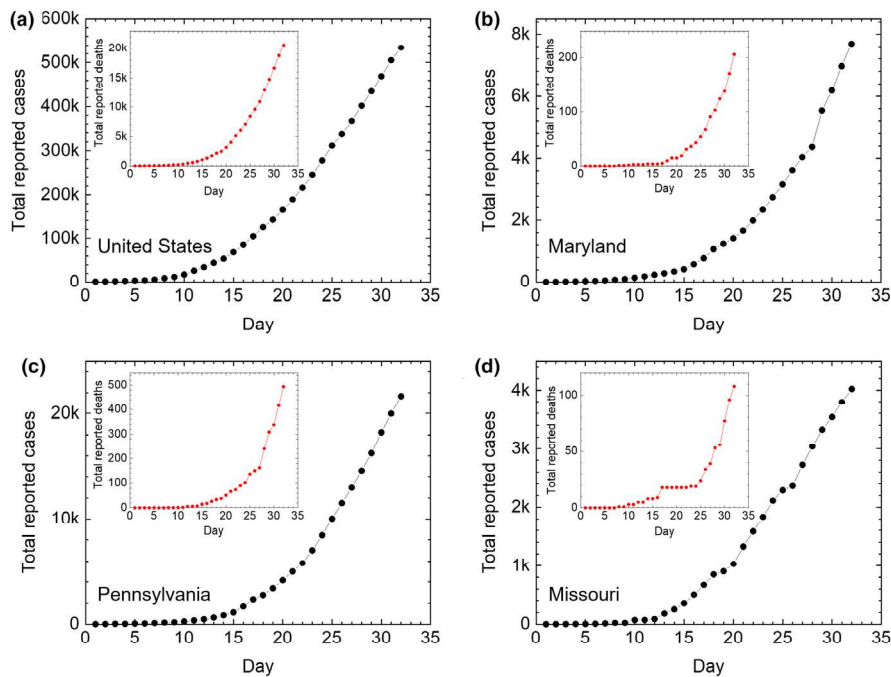 (a)
600k
500k
400k
300k
200k
100k
0
Total reported cases
0 5 10 15 20 25 30 35
Day
United States
20k
15k
10k
5k
0
Total reported deaths
0 5 10 15 20 25 30 35
Day
(b)
8k
6k
4k
2k
0
Total reported cases
0 5 10 15 20 25 30 35
Day
Maryland
200
100
0
Total reported deaths
0 5 10 15 20 25 30 35
Day
(c)
20k
10k
0
Total reported cases
0 5 10 15 20 25 30 35
Day
Pennsylvania
500
400
300
200
100
0
Total reported deaths
0 5 10 15 20 25 30 35
Day
(d)
4k
3k
2k
1k
0
Total reported cases
0 5 10 15 20 25 30 35
Day
Missouri
100
50
0
Total reported deaths
0 5 10 15 20 25 30 35
Day